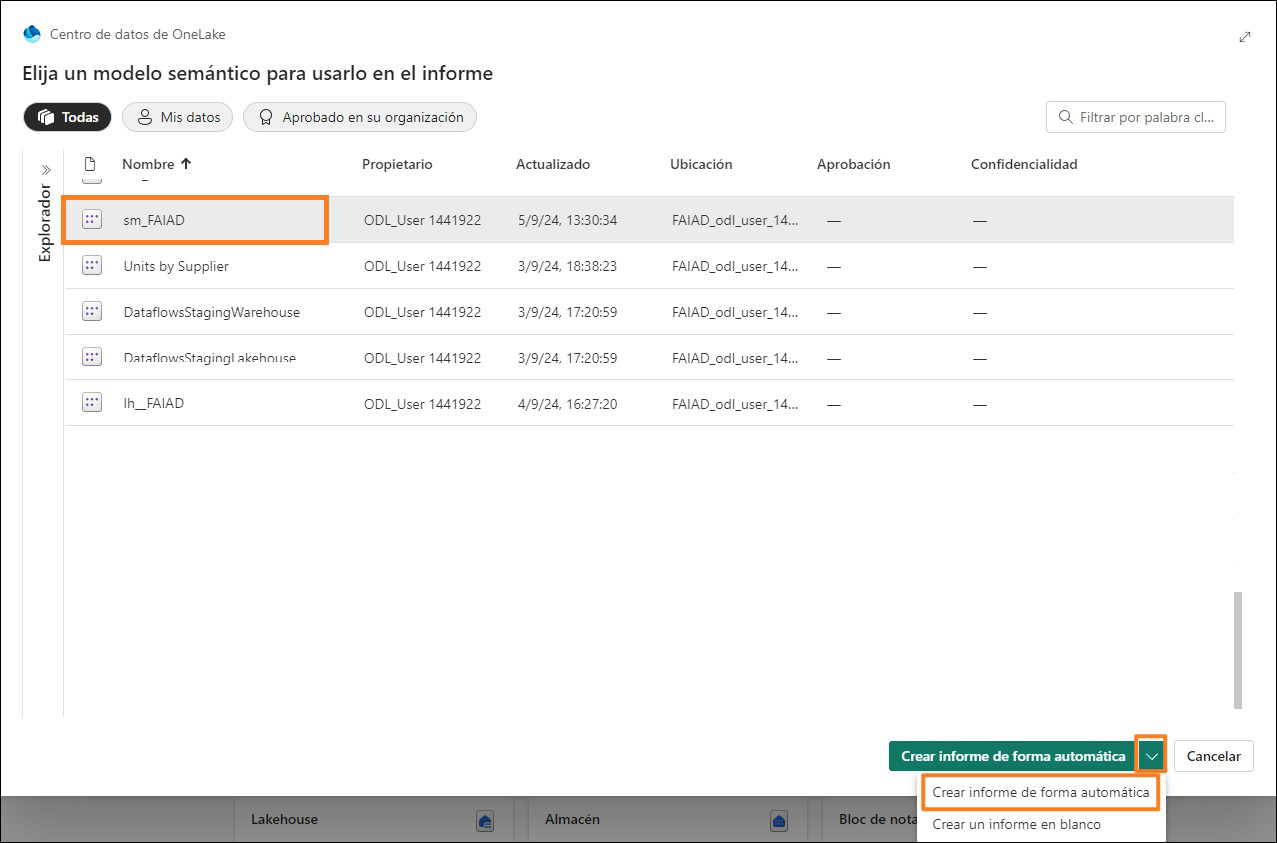 Centro de datos de OneLake
Elija un modelo semántico para usarlo en el informe
Todas Mis datos Aprobado en su organización Filtrar por palabra cl...
Explorador
Nombre Propietario Actualizado Ubicación Aprobación Confidencialidad
sm_FAIAD ODL_User 1441922 5/9/24, 13:30:34 FAIAD_odl_user_14... — —
Units by Supplier ODL_User 1441922 3/9/24, 18:38:23 FAIAD_odl_user_14... — —
DataflowsStagingWarehouse ODL_User 1441922 3/9/24, 17:20:59 FAIAD_odl_user_14... — —
DataflowsStagingLakehouse ODL_User 1441922 3/9/24, 17:20:59 FAIAD_odl_user_14... — —
lh_FAIAD ODL_User 1441922 4/9/24, 16:27:20 FAIAD_odl_user_14... — —
Crear informe de forma automática Cancelar
Crear informe de forma automática
Crear un informe en blanco
Lakehouse Almacén Bloc de nota